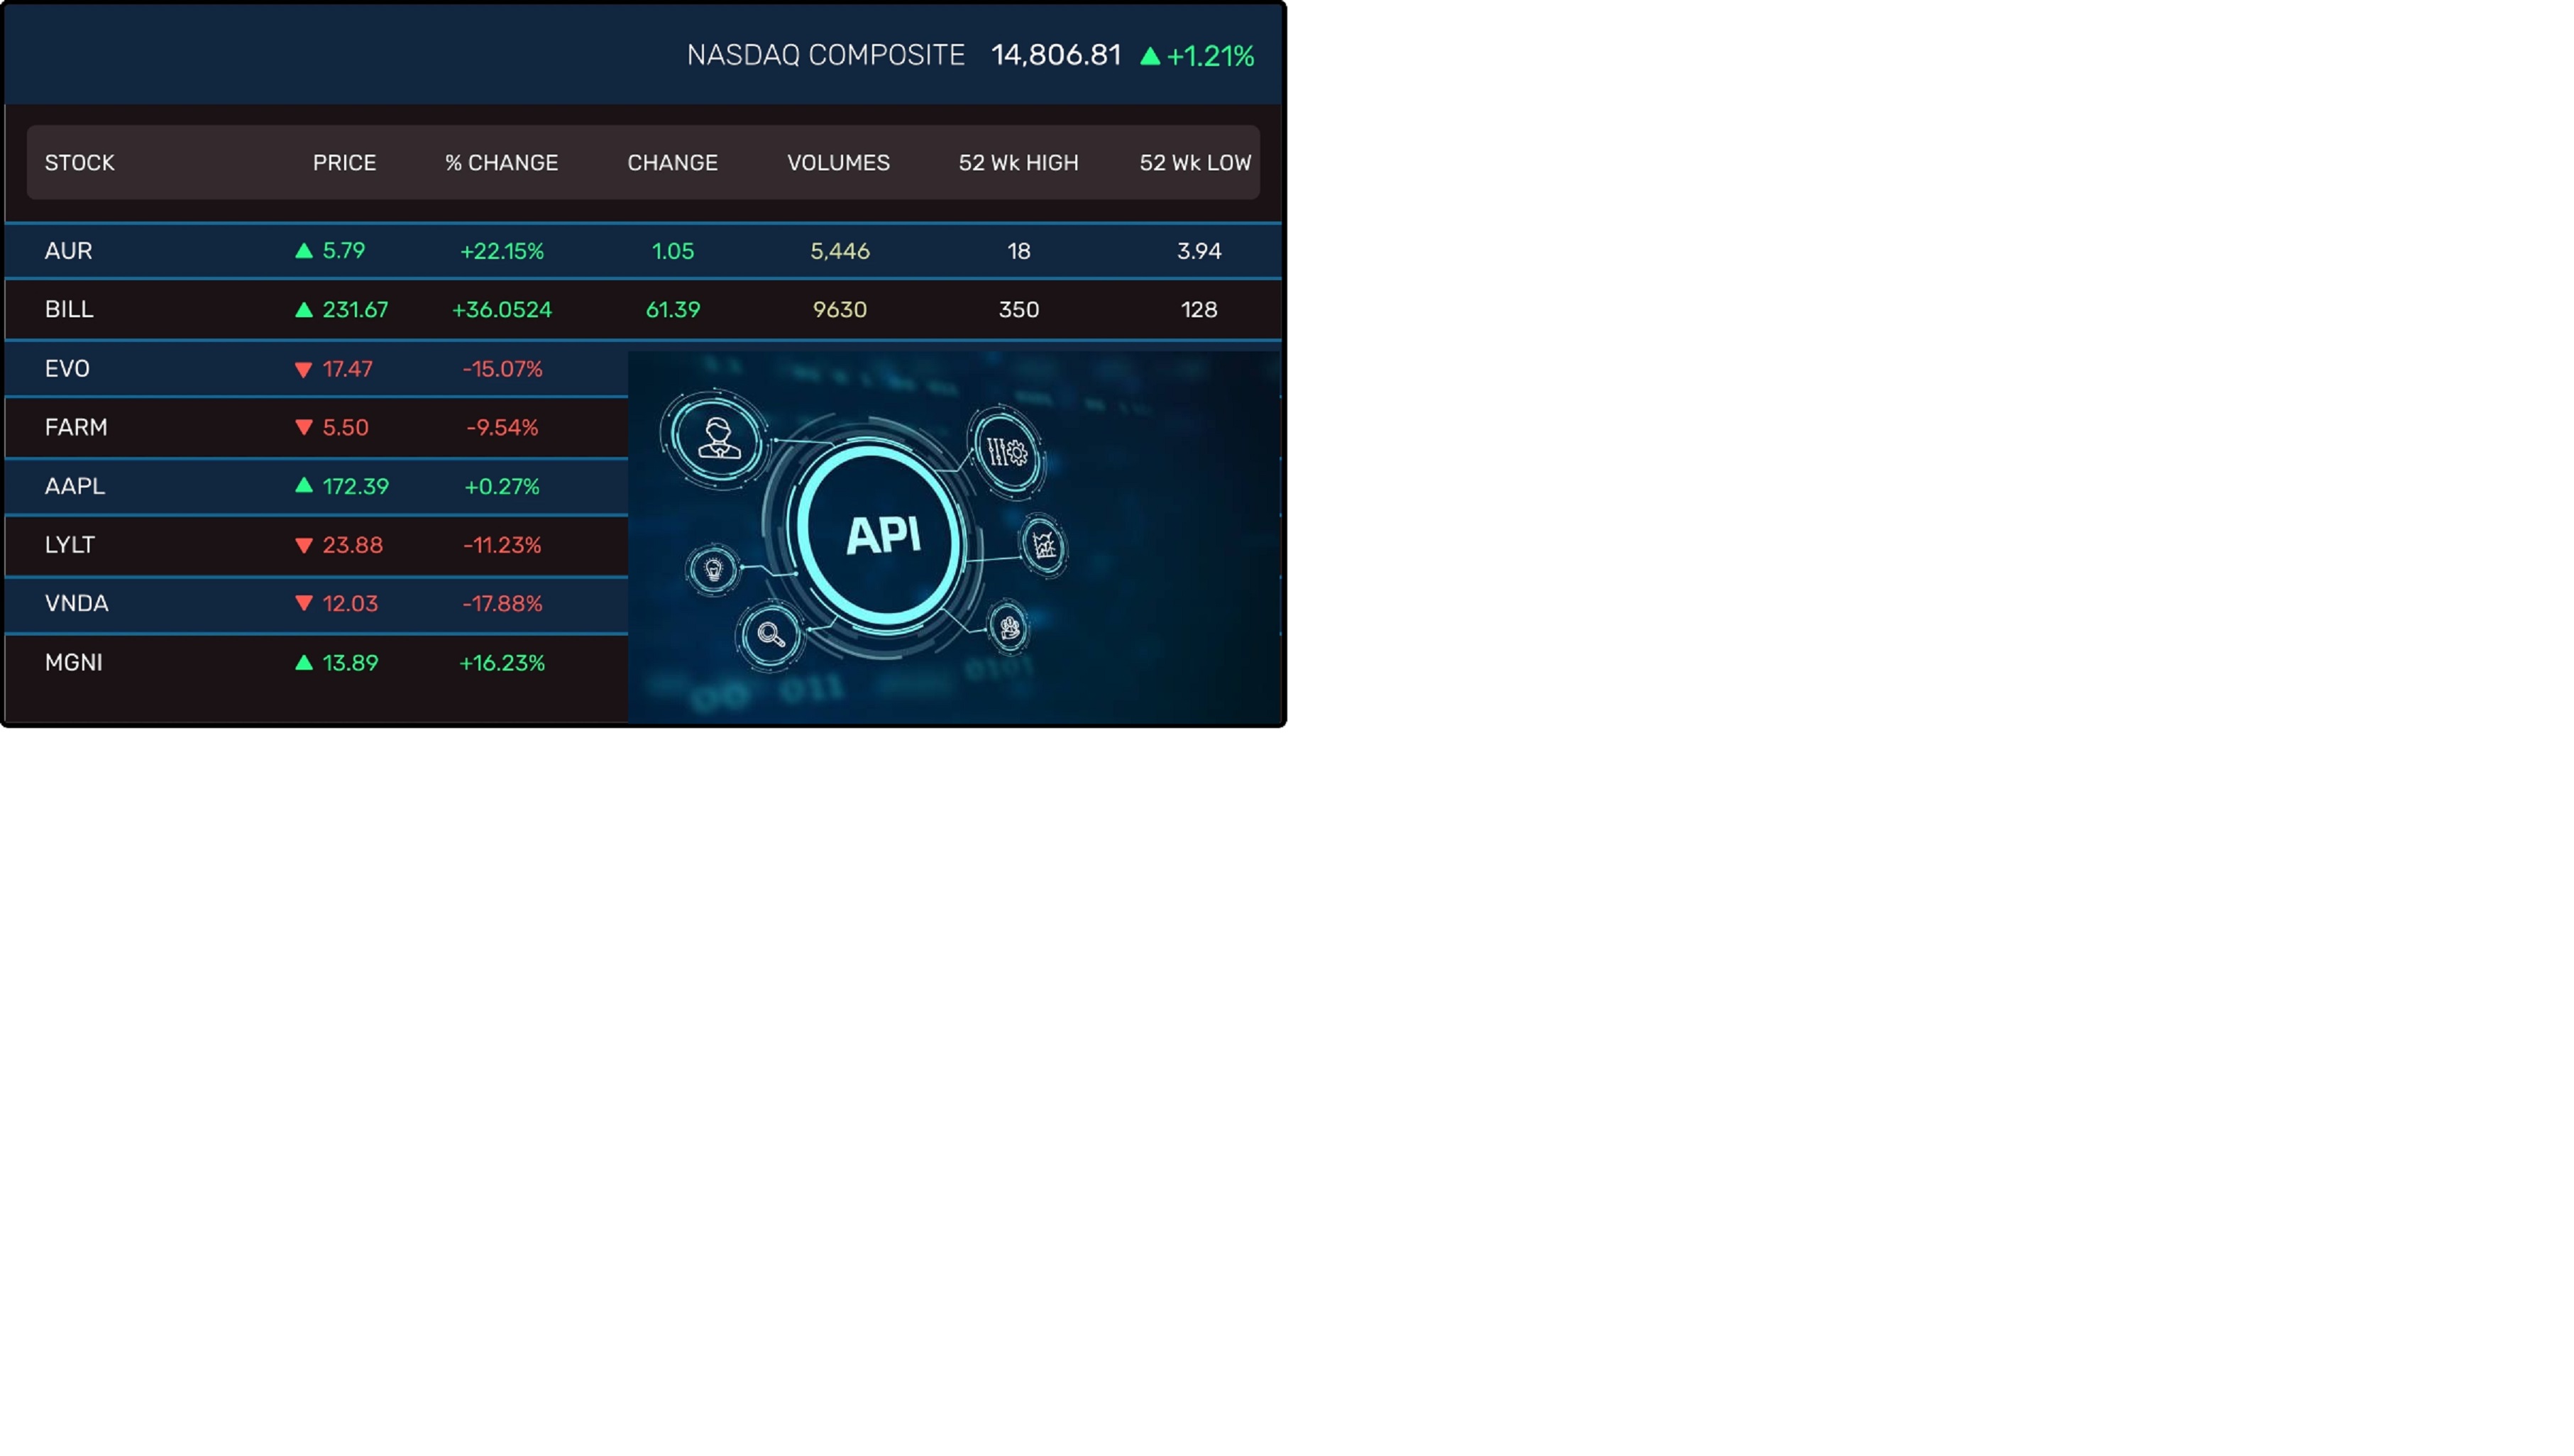 NASDAQ COMPOSITE 14,806.81 ▲ +1.21%
STOCK PRICE % CHANGE CHANGE VOLUMES 52 Wk HIGH 52 Wk LOW
AUR ▲ 5.79 +22.15% 1.05 5,446 18 3.94
BILL ▲ 231.67 +36.0524 61.39 9630 350 128
EVO ▼ 17.47 -15.07%
FARM ▼ 5.50 -9.54%
AAPL ▲ 172.39 +0.27%
LYLT ▼ 23.88 -11.23%
VNDA ▼ 12.03 -17.88%
MGNI ▲ 13.89 +16.23%
API
0101
00 011